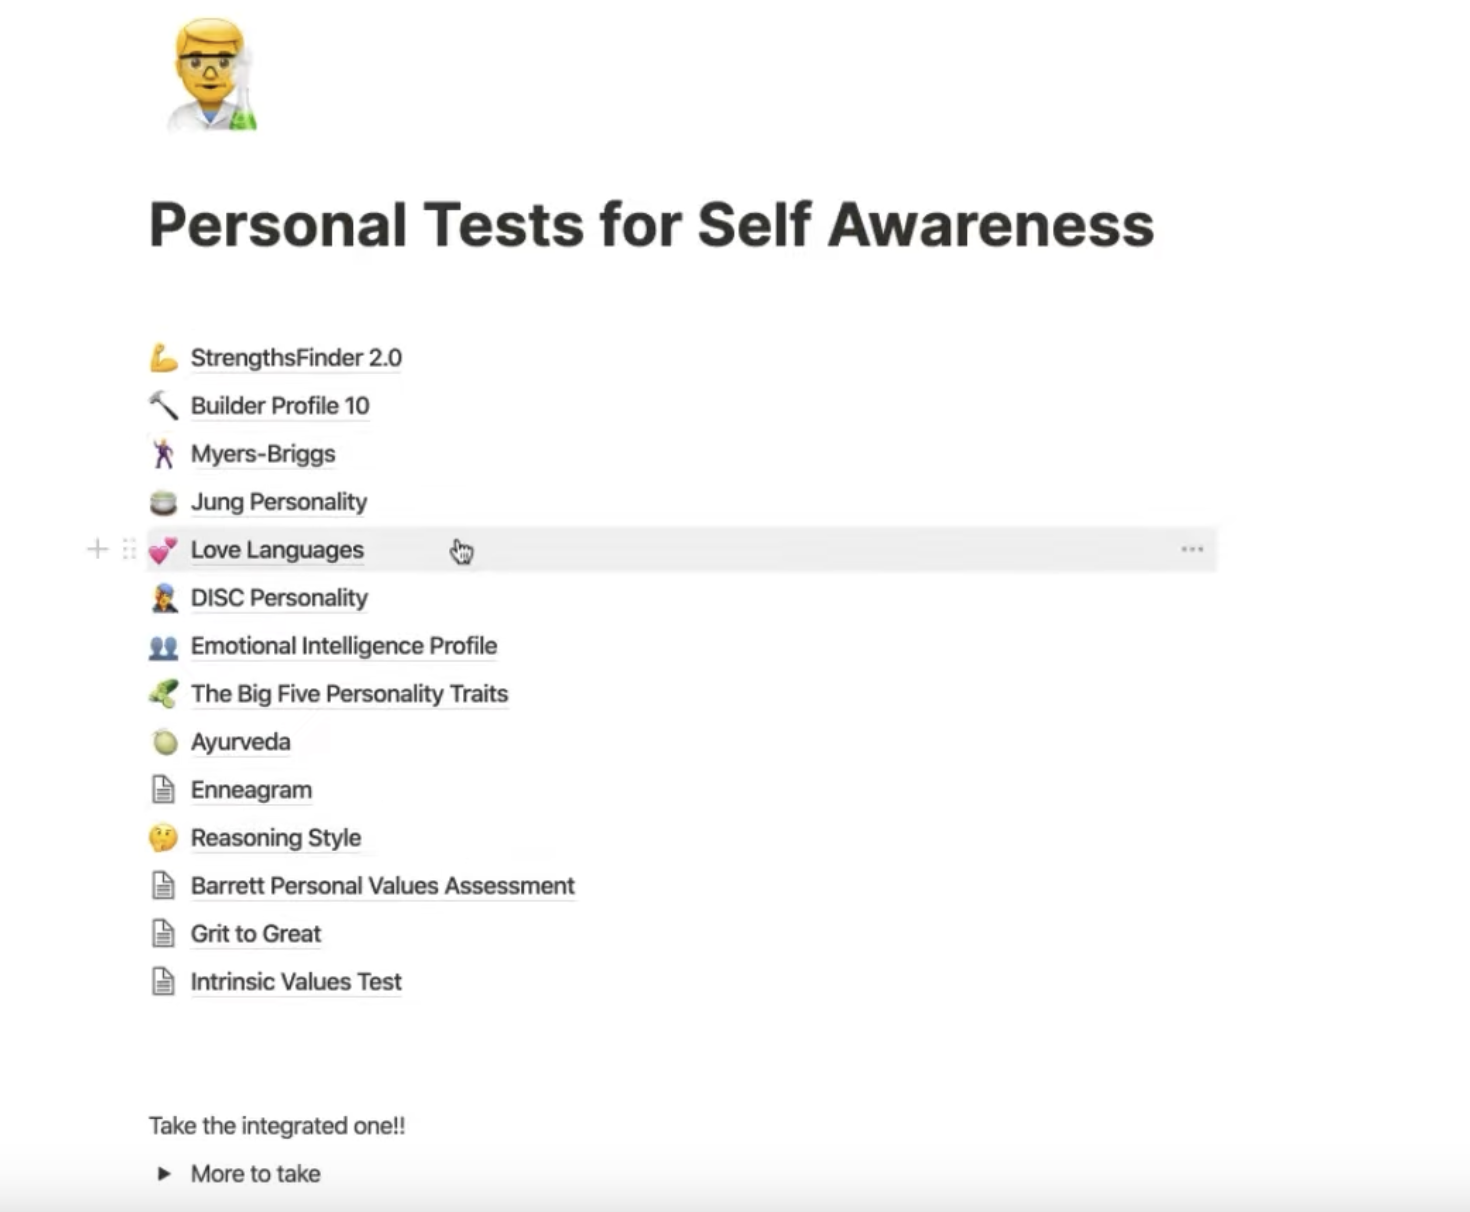 Personal Tests for Self Awareness
StrengthsFinder 2.0
Builder Profile 10
Myers-Briggs
Jung Personality
Love Languages
DISC Personality
Emotional Intelligence Profile
The Big Five Personality Traits
Ayurveda
Enneagram
Reasoning Style
Barrett Personal Values Assessment
Grit to Great
Intrinsic Values Test
Take the integrated one!!
More to take